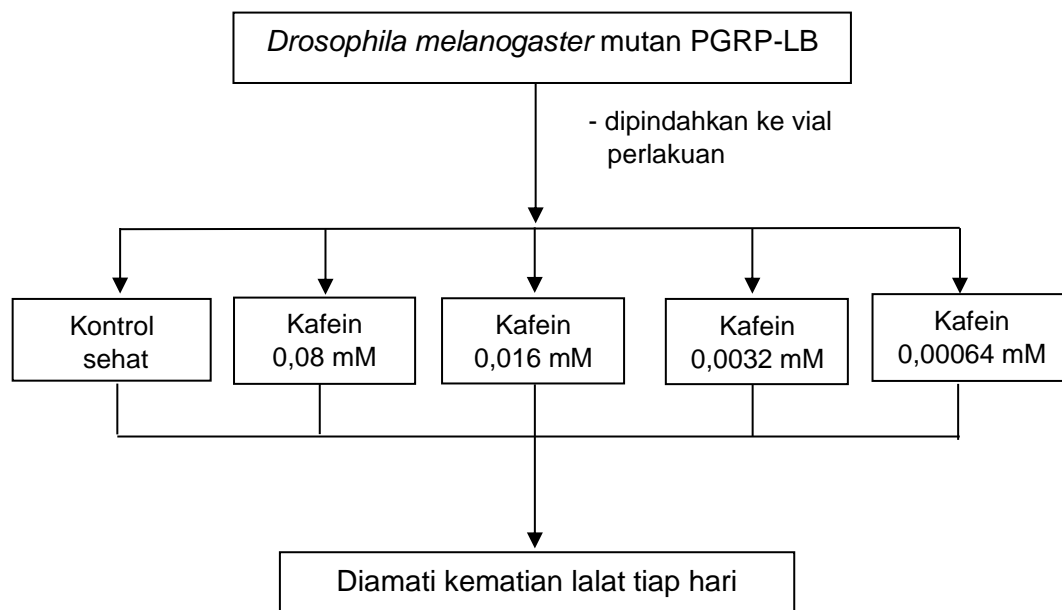 Drosophila melanogaster mutan PGRP-LB
- dipindahkan ke vial
perlakuan
Kontrol
sehat
Kafein
0,08 mM
Kafein
0,016 mM
Kafein
0,0032 mM
Kafein
0,00064 mM
Diamati kematian lalat tiap hari